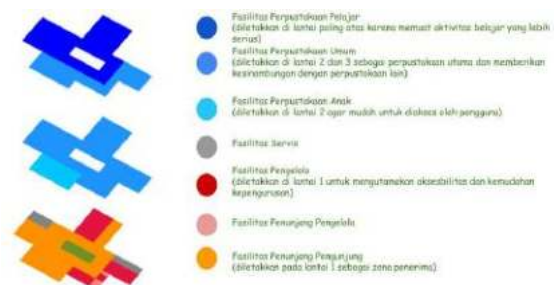 Fasilitas Perpustakaan Pelajar
(diletakkan di lantai paling atas karena memuat aktivitas belajar yang lebih
serius)
Fasilitas Perpustakaan Umum
(diletakkan di lantai 2 dan 3 sebagai perpustakaan utama dan memberikan
kesinambungan dengan perpustakaan lain)
Fasilitas Perpustakaan Anak
(diletakkan di lantai 2 agar mudah untuk diakses oleh pengguna)
Fasilitas Servis
Fasilitas Pengelola
(diletakkan di lantai 1 untuk mengutamakan aksesbilitas dan kemudahan
kepengurusan)
Fasilitas Penunjang Pengelola
Fasilitas Penunjang Pengunjung
(diletakkan pada lantai 1 sebagai zona penerima)